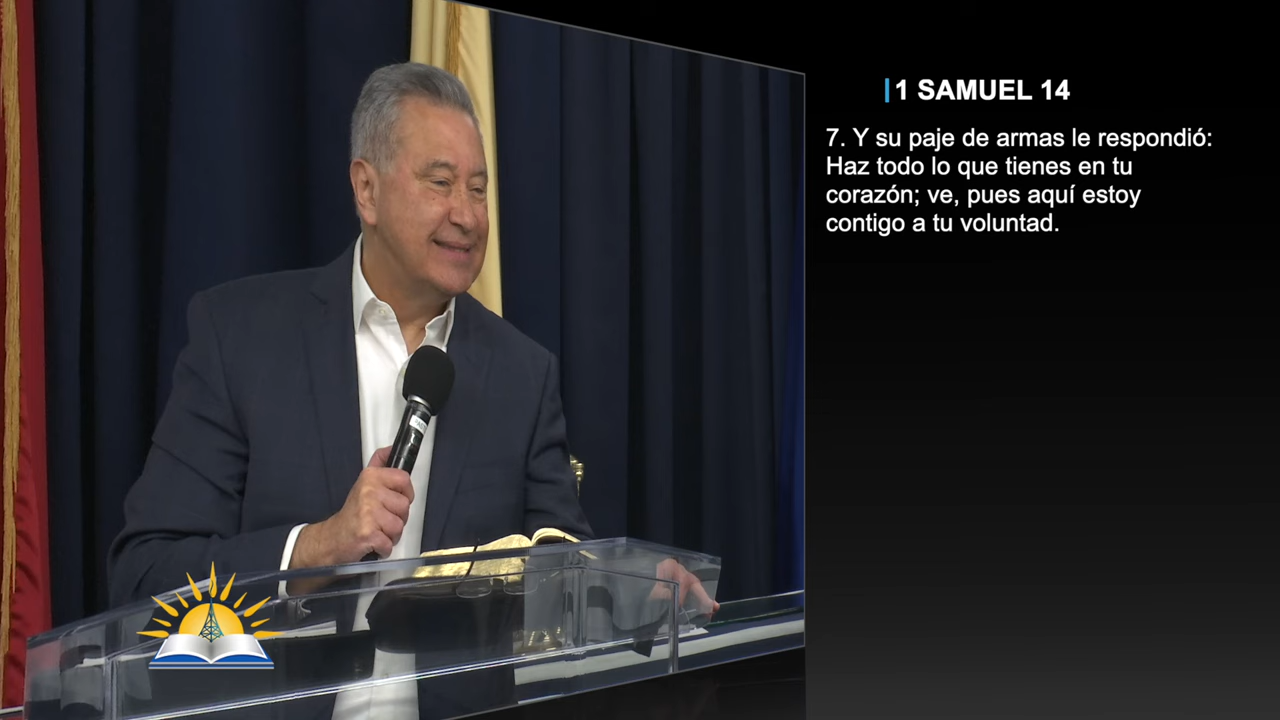 1 SAMUEL 14
7. Y su paje de armas le respondió:
Haz todo lo que tienes en tu
corazón; ve, pues aquí estoy
contigo a tu voluntad.